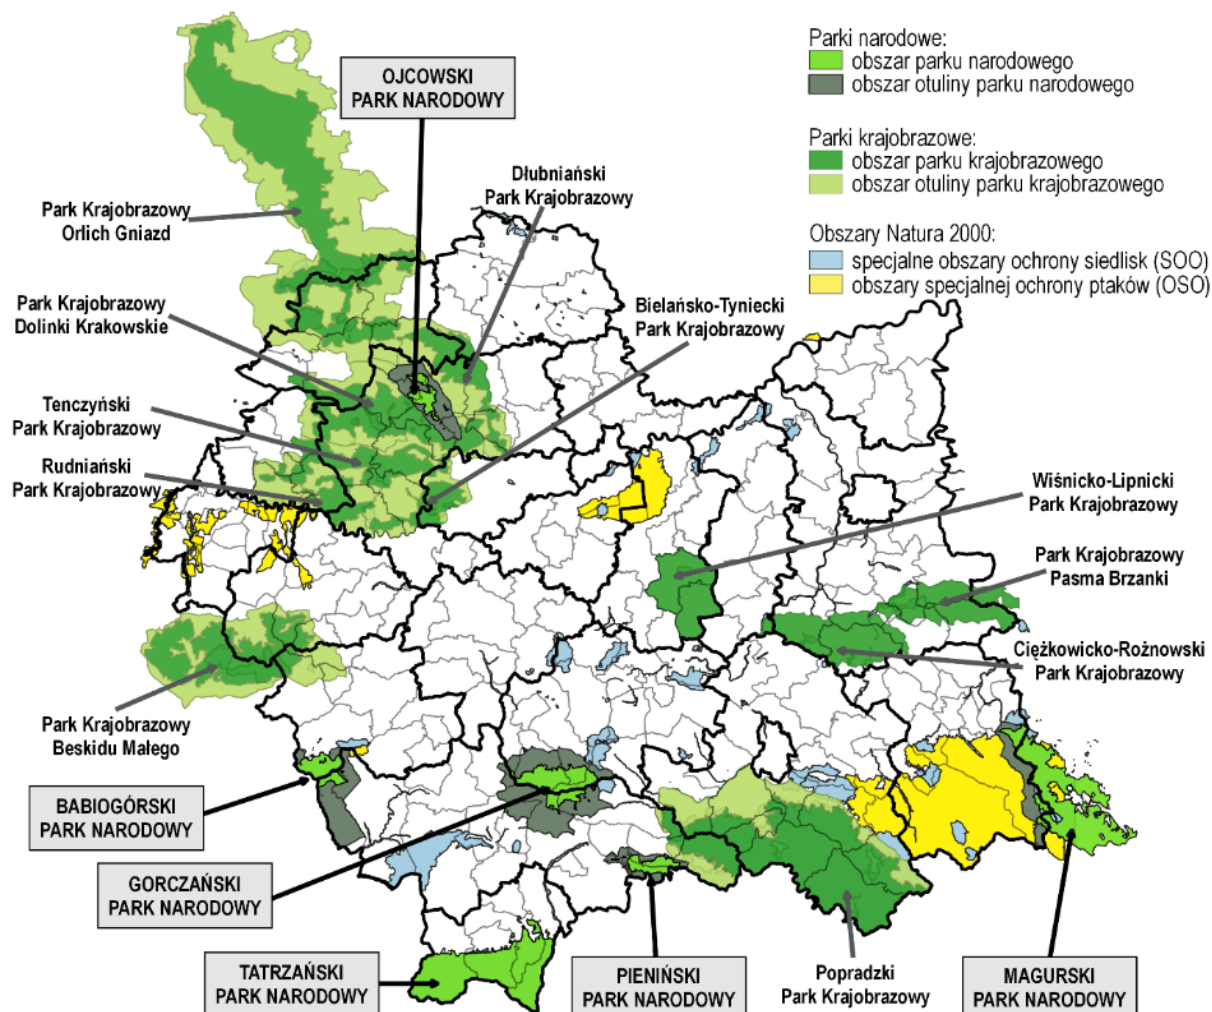 Parki narodowe:
obszar parku narodowego
obszar otuliny parku narodowego
Parki krajobrazowe:
obszar parku krajobrazowego
obszar otuliny parku krajobrazowego
Obszary Natura 2000:
specjalne obszary ochrony siedlisk (SOO)
obszary specjalnej ochrony ptaków (OSO)
OJCOWSKI
PARK NARODOWY
Dłubniański
Park Krajobrazowy
Park Krajobrazowy
Orlich Gniazd
Park Krajobrazowy
Dolinki Krakowskie
Bielańsko-Tyniecki
Park Krajobrazowy
Tenczyński
Park Krajobrazowy
Rudniański
Park Krajobrazowy
Wiśnicko-Lipnicki
Park Krajobrazowy
Park Krajobrazowy
Pasma Brzanki
Ciężkowicko-Rożnowski
Park Krajobrazowy
Park Krajobrazowy
Beskidu Małego
BABIOGÓRSKI
PARK NARODOWY
GORCZAŃSKI
PARK NARODOWY
TATRZAŃSKI
PARK NARODOWY
PIENIŃSKI
PARK NARODOWY
Popradzki
Park Krajobrazowy
MAGURSKI
PARK NARODOWY